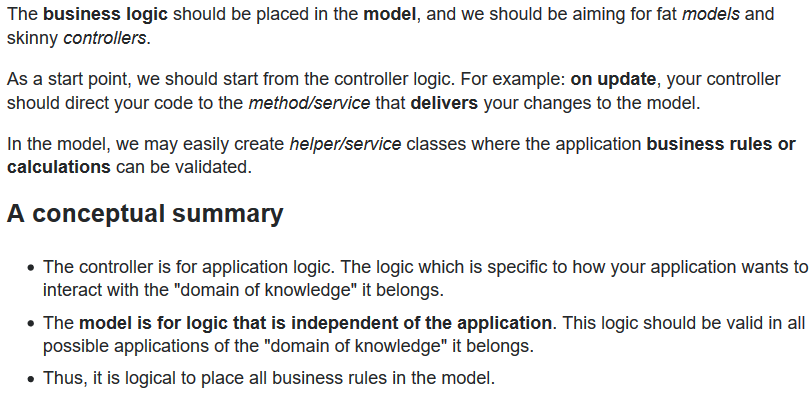 The business logic should be placed in the model, and we should be aiming for fat models and
skinny controllers.
As a start point, we should start from the controller logic. For example: on update, your controller
should direct your code to the method/service that delivers your changes to the model.
In the model, we may easily create helper/service classes where the application business rules or
calculations can be validated.
A conceptual summary
• The controller is for application logic. The logic which is specific to how your application wants to
interact with the "domain of knowledge" it belongs.
• The model is for logic that is independent of the application. This logic should be valid in all
possible applications of the "domain of knowledge" it belongs.
• Thus, it is logical to place all business rules in the model.